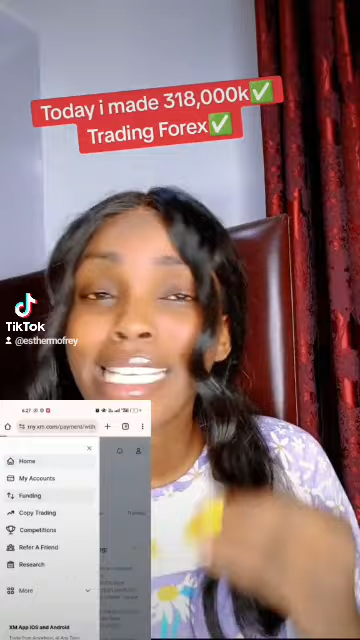 Today i made 318,000k✅
Trading Forex✅
TikTok
@esthermofrey
my.xm.com/payment/with
Home
My Accounts
Funding
Copy Trading
Competitions
Refer A Friend
Research
More
XM App iOS and Android